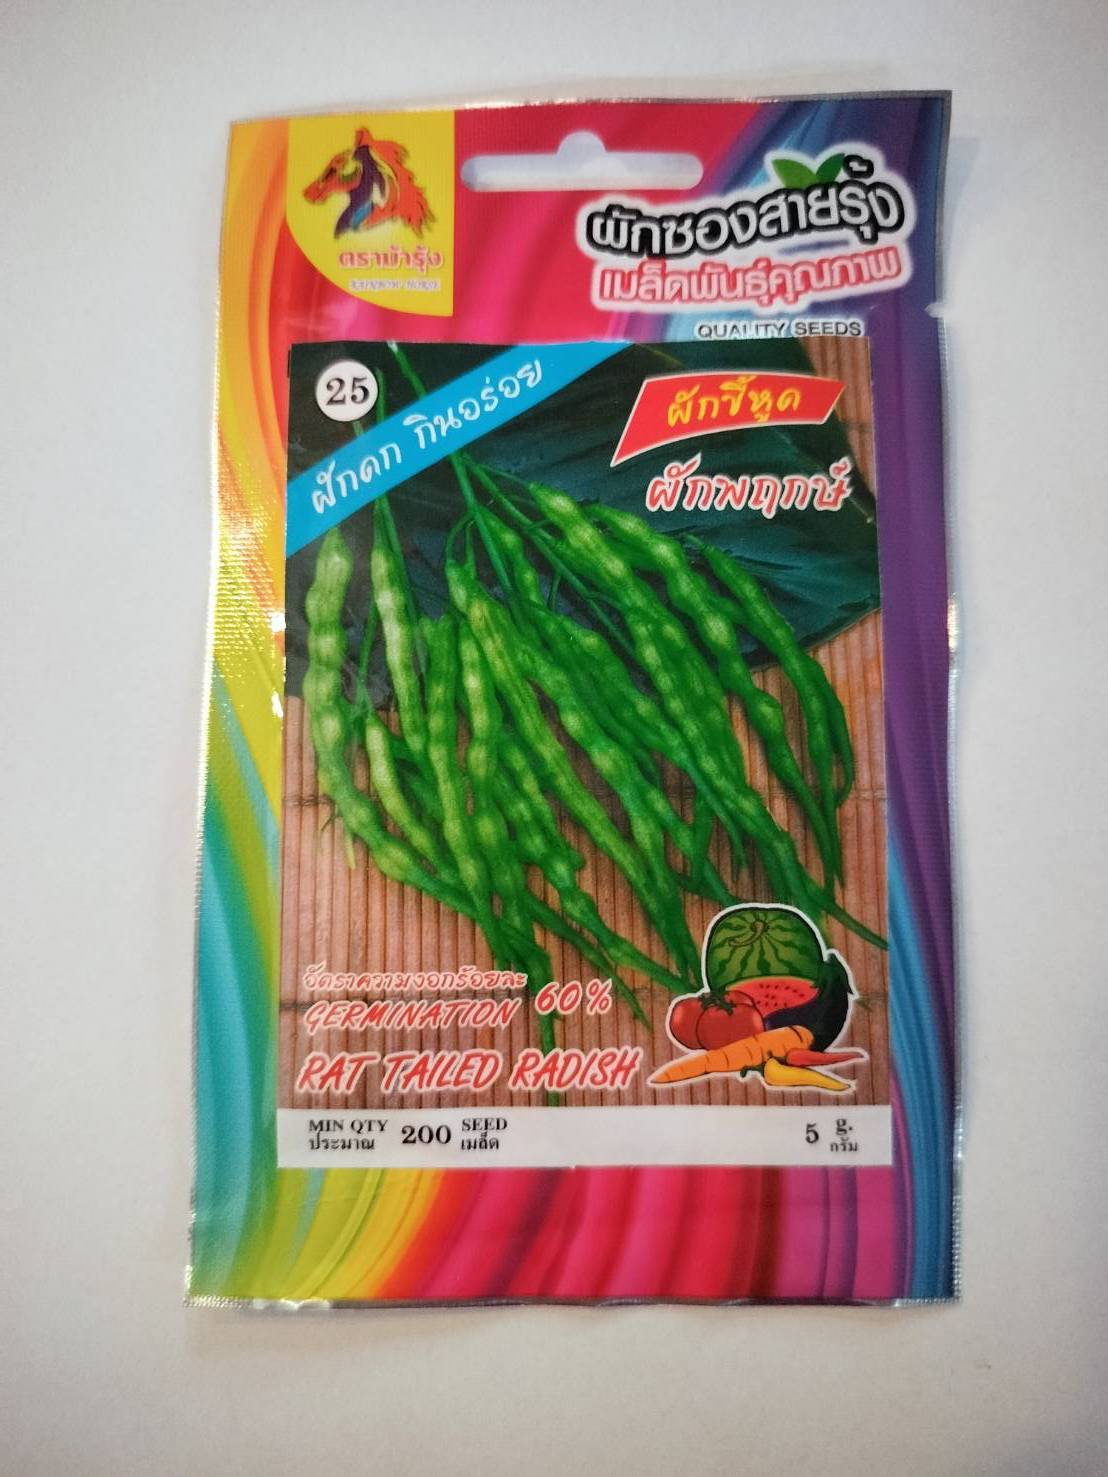 ตราม้ารุ้ง
RAINBOW HORSE
ผักซองสายรุ้ง
เมล็ดพันธุ์คุณภาพ
QUALITY SEEDS
25
ฝักดก กินอร่อย
ผักขี้หูด
ผักพฤกษ์
อัตราความงอกร้อยละ
GERMINATION 60%
RAT TAILED RADISH
MIN QTY 200 SEED 5 g.
ประมาณ เมล็ด กรัม